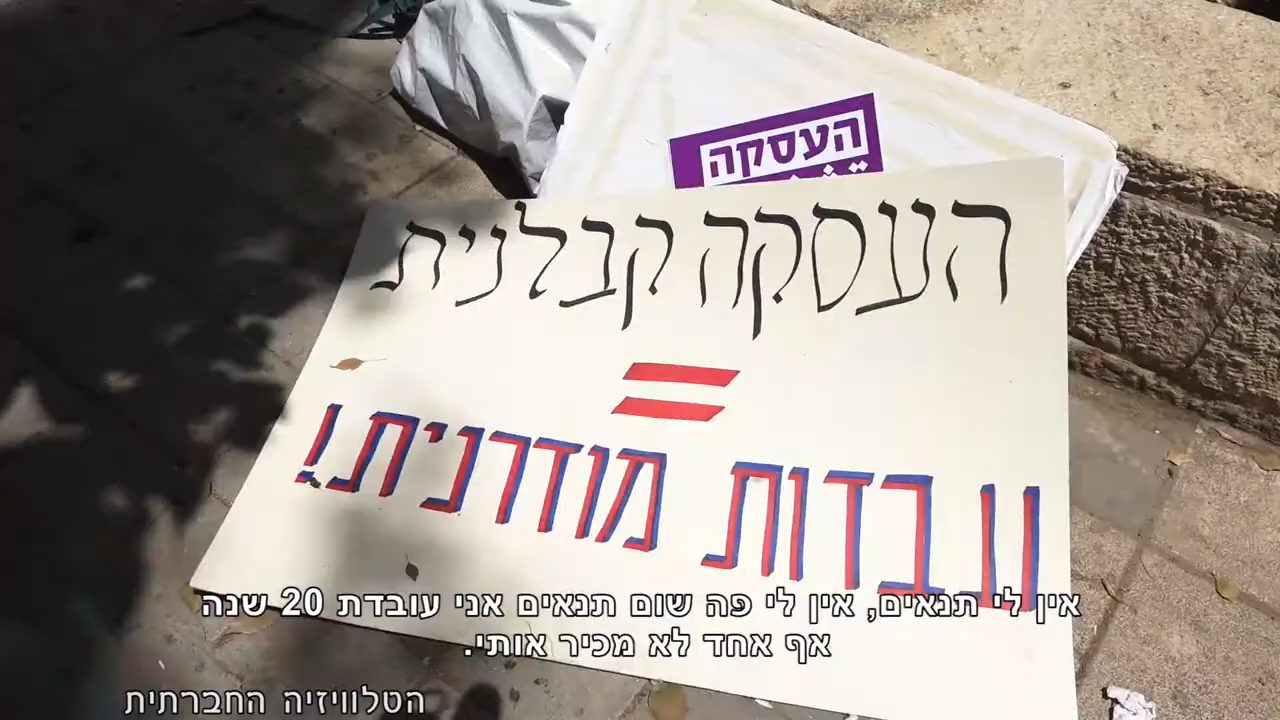 העסקה
העסקה קבלנית
=
עבדות מודרנית!
אין לי תנאים, אין לי פה שום תנאים אני עובדת 20 שנה
אף אחד לא מכיר אותי.
הטלוויזיה החברתית